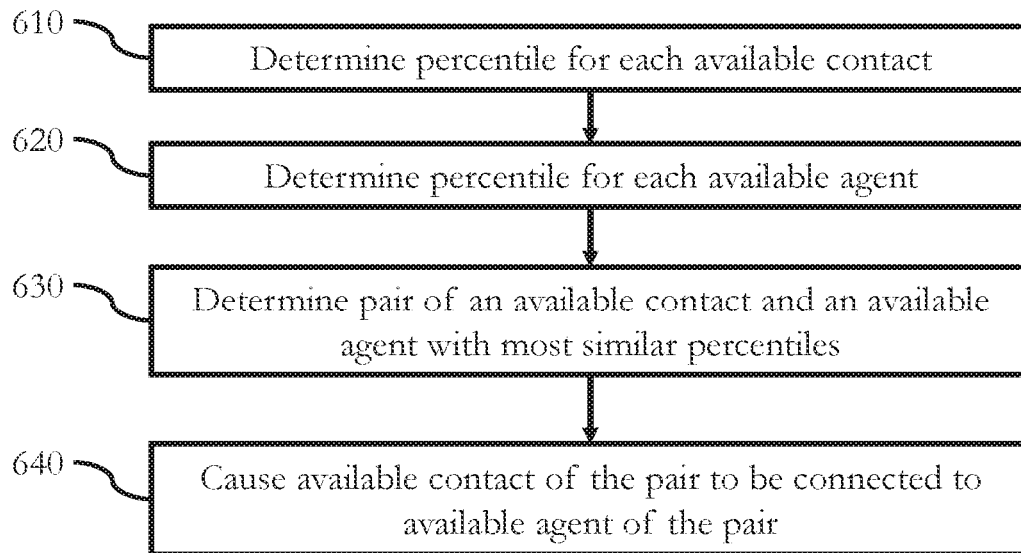 610
Determine percentile for each available contact
620
Determine percentile for each available agent
630
Determine pair of an available contact and an available
agent with most similar percentiles
640
Cause available contact of the pair to be connected to
available agent of the pair